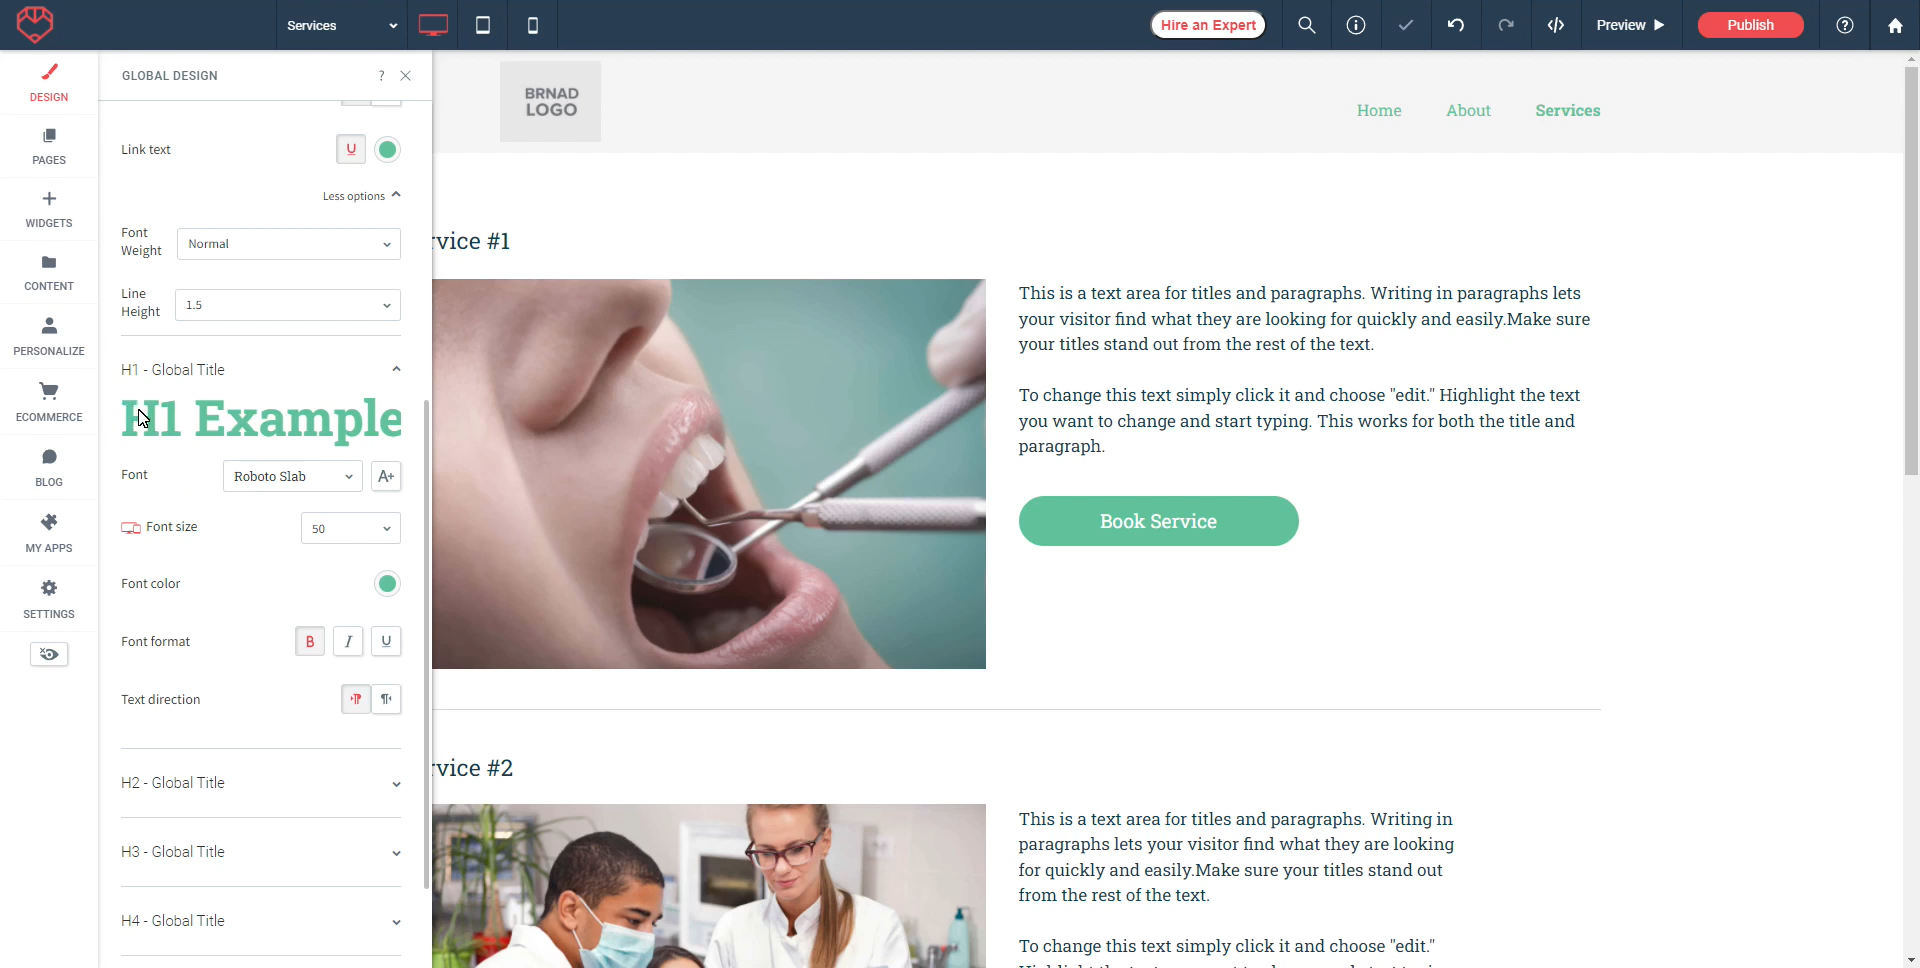 Services
Hire an Expert
Preview
Publish
DESIGN
PAGES
WIDGETS
CONTENT
PERSONALIZE
ECOMMERCE
BLOG
MY APPS
SETTINGS
GLOBAL DESIGN
?
Link text
U
Less options
Font
Weight
Normal
Line
Height
1.5
H1 - Global Title
H1 Example
Font
Roboto Slab
A+
Font size
50
Font color
Font format
B
I
U
Text direction
H2 - Global Title
H3 - Global Title
H4 - Global Title
BRNAD
LOGO
Home
About
Services
rvice #1
This is a text area for titles and paragraphs. Writing in paragraphs lets
your visitor find what they are looking for quickly and easily.Make sure
your titles stand out from the rest of the text.
To change this text simply click it and choose "edit." Highlight the text
you want to change and start typing. This works for both the title and
paragraph.
Book Service
rvice #2
This is a text area for titles and paragraphs. Writing in
paragraphs lets your visitor find what they are looking
for quickly and easily.Make sure your titles stand out
from the rest of the text.
To change this text simply click it and choose "edit."